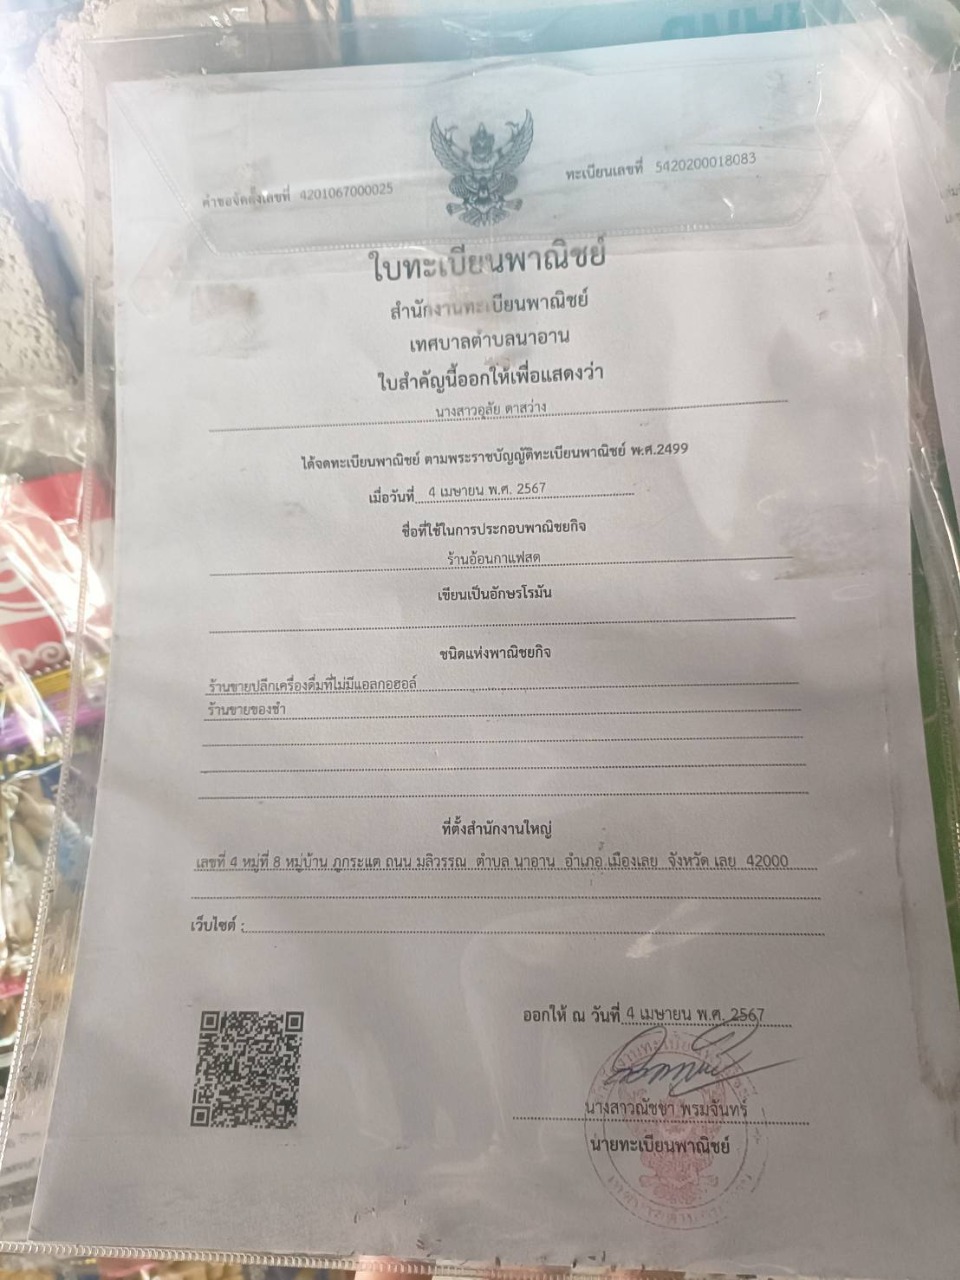 คำขอจัดตั้งเลขที่ 4201067000025
ทะเบียนเลขที่ 5420200018083
ใบทะเบียนพาณิชย์
สำนักงานทะเบียนพาณิชย์
เทศบาลตำบลนาอาน
ใบสำคัญนี้ออกให้เพื่อแสดงว่า
นางสาวอุลัย ดาสว่าง
ได้จดทะเบียนพาณิชย์ ตามพระราชบัญญัติทะเบียนพาณิชย์ พ.ศ.2499
เมื่อวันที่ 4 เมษายน พ.ศ. 2567
ชื่อที่ใช้ในการประกอบพาณิชยกิจ
ร้านอ้อนกาแฟสด
เขียนเป็นอักษรโรมัน
ชนิดแห่งพาณิชยกิจ
ร้านขายปลีกเครื่องดื่มที่ไม่มีแอลกอฮอล์
ร้านขายของชำ
ที่ตั้งสำนักงานใหญ่
เลขที่ 4 หมู่ที่ 8 หมู่บ้าน ภูกระแต ถนน มลิวรรณ ตำบล นาอาน อำเภอ เมืองเลย จังหวัด เลย 42000
เว็บไซต์ :
ออกให้ ณ วันที่ 4 เมษายน พ.ศ. 2567
นางสาวณัชชา พรมจันทร์
นายทะเบียนพาณิชย์